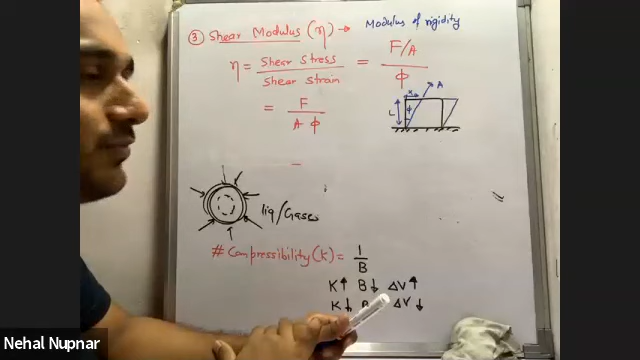 ③ Shear Modulus (η) → Modulus of rigidity
η = Shear stress / Shear strain = F/A / Φ
= F / A Φ
x A
L Φ
liq/Gases
# Compressibility (K) = 1 / B
K↑ B↓ ΔV↑
K↓ B ΔV↓
Nehal Nupnar